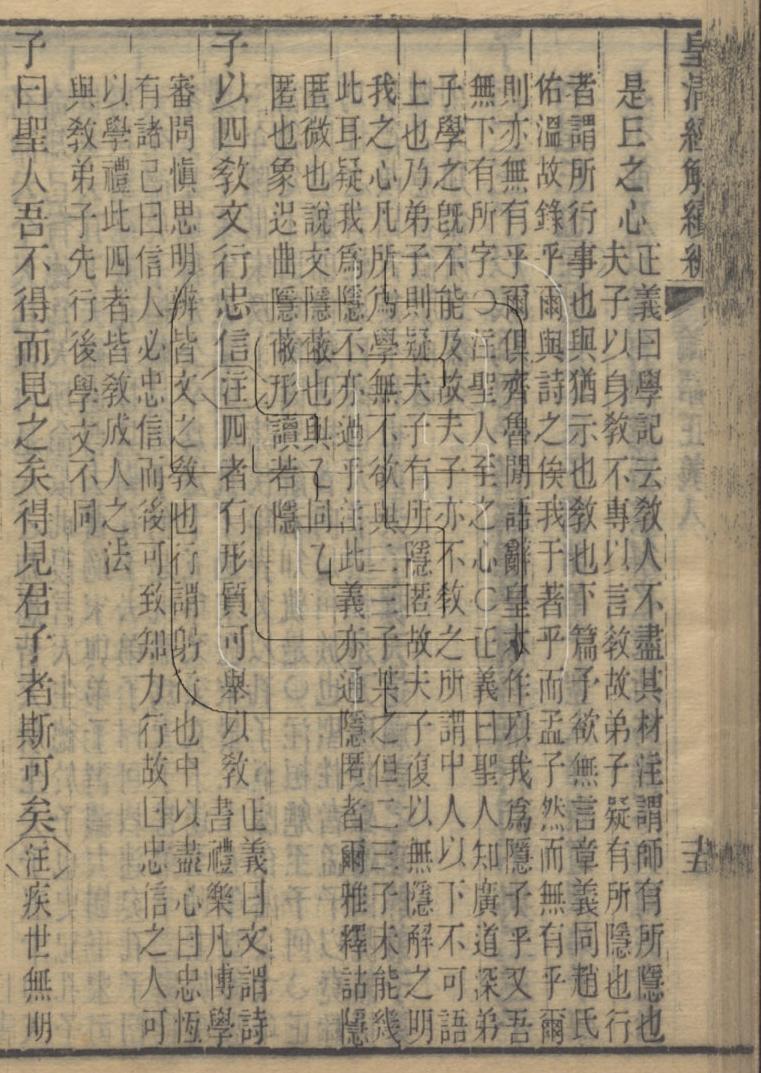 皇清經解續編
是丘之心
正義曰學記云教人不盡其材注謂師有所隱也
夫子以身教不專以言教故弟子疑有所隱也行
者謂所行事也與猶示也教也下篇予欲無言章義同趙氏
佑溫故錄乎爾與詩之俟我于著乎而孟子然而無有乎爾
則亦無有乎爾俱齊魯間語辭皇本作以我爲隱子乎又吾
無下有所字〇注聖人至之心〇正義曰聖人知廣道深弟
子學之旣不能及故夫子亦不教之所謂中人以下不可語
上也乃弟子則疑夫子有所隱匿故夫子復以無隱解之明
我之心凡所爲學無不欲與二三子共之但二三子未能幾
此耳疑我爲隱不亦過乎注此義亦通隱匿者爾雅釋詁隱
匿微也說文隱蔽也與𠃊同𠃊
匿也象迟曲隱蔽形讀若隱
子以四教文行忠信注四者有形質可舉以教
正義曰文謂詩
書禮樂凡博學
審問愼思明辨皆文之教也行謂躬行也中以盡心曰忠恆
有諸己曰信人必忠信而後可致知力行故曰忠信之人可
以學禮此四者皆教成人之法
與教弟子先行後學文不同
子曰聖人吾不得而見之矣得見君子者斯可矣注疾世無明